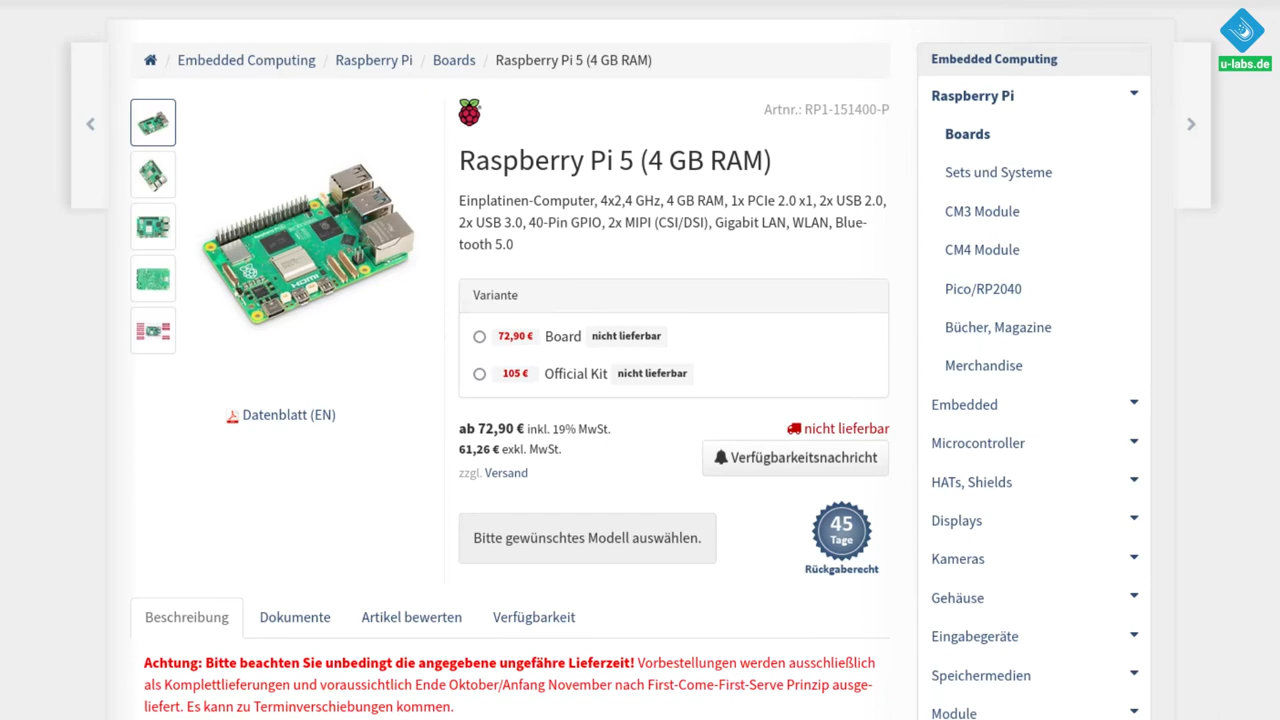 u-labs.de
Embedded Computing / Raspberry Pi / Boards / Raspberry Pi 5 (4 GB RAM)
Artnr.: RP1-151400-P
Raspberry Pi 5 (4 GB RAM)
Einplatinen-Computer, 4x2,4 GHz, 4 GB RAM, 1x PCIe 2.0 x1, 2x USB 2.0,
2x USB 3.0, 40-Pin GPIO, 2x MIPI (CSI/DSI), Gigabit LAN, WLAN, Blue-
tooth 5.0
Variante
72,90 € Board nicht lieferbar
105 € Official Kit nicht lieferbar
Datenblatt (EN)
ab 72,90 € inkl. 19% MwSt.
61,26 € exkl. MwSt.
zzgl. Versand
nicht lieferbar
Verfügbarkeitsnachricht
Bitte gewünschtes Modell auswählen.
45
Tage
Rückgaberecht
Beschreibung
Dokumente
Artikel bewerten
Verfügbarkeit
Achtung: Bitte beachten Sie unbedingt die angegebene ungefähre Lieferzeit! Vorbestellungen werden ausschließlich
als Komplettlieferungen und voraussichtlich Ende Oktober/Anfang November nach First-Come-First-Serve Prinzip ausge-
liefert. Es kann zu Terminverschiebungen kommen.
Embedded Computing
Raspberry Pi
Boards
Sets und Systeme
CM3 Module
CM4 Module
Pico/RP2040
Bücher, Magazine
Merchandise
Embedded
Microcontroller
HATs, Shields
Displays
Kameras
Gehäuse
Eingabegeräte
Speichermedien
Module